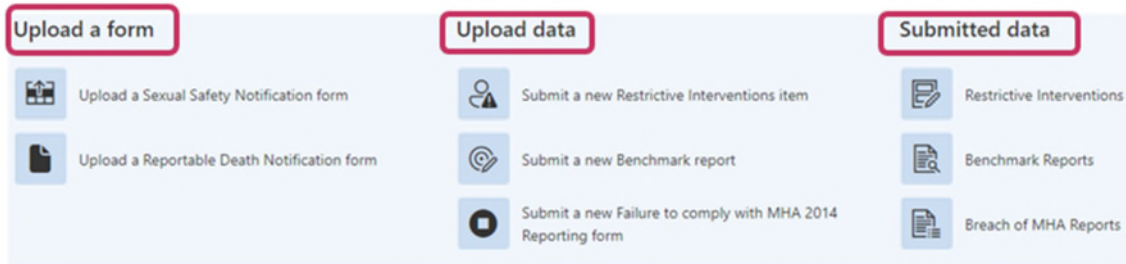 Upload a form
Upload a Sexual Safety Notification form
Upload a Reportable Death Notification form
Upload data
Submit a new Restrictive Interventions item
Submit a new Benchmark report
Submit a new Failure to comply with MHA 2014
Reporting form
Submitted data
Restrictive Interventions
Benchmark Reports
Breach of MHA Reports